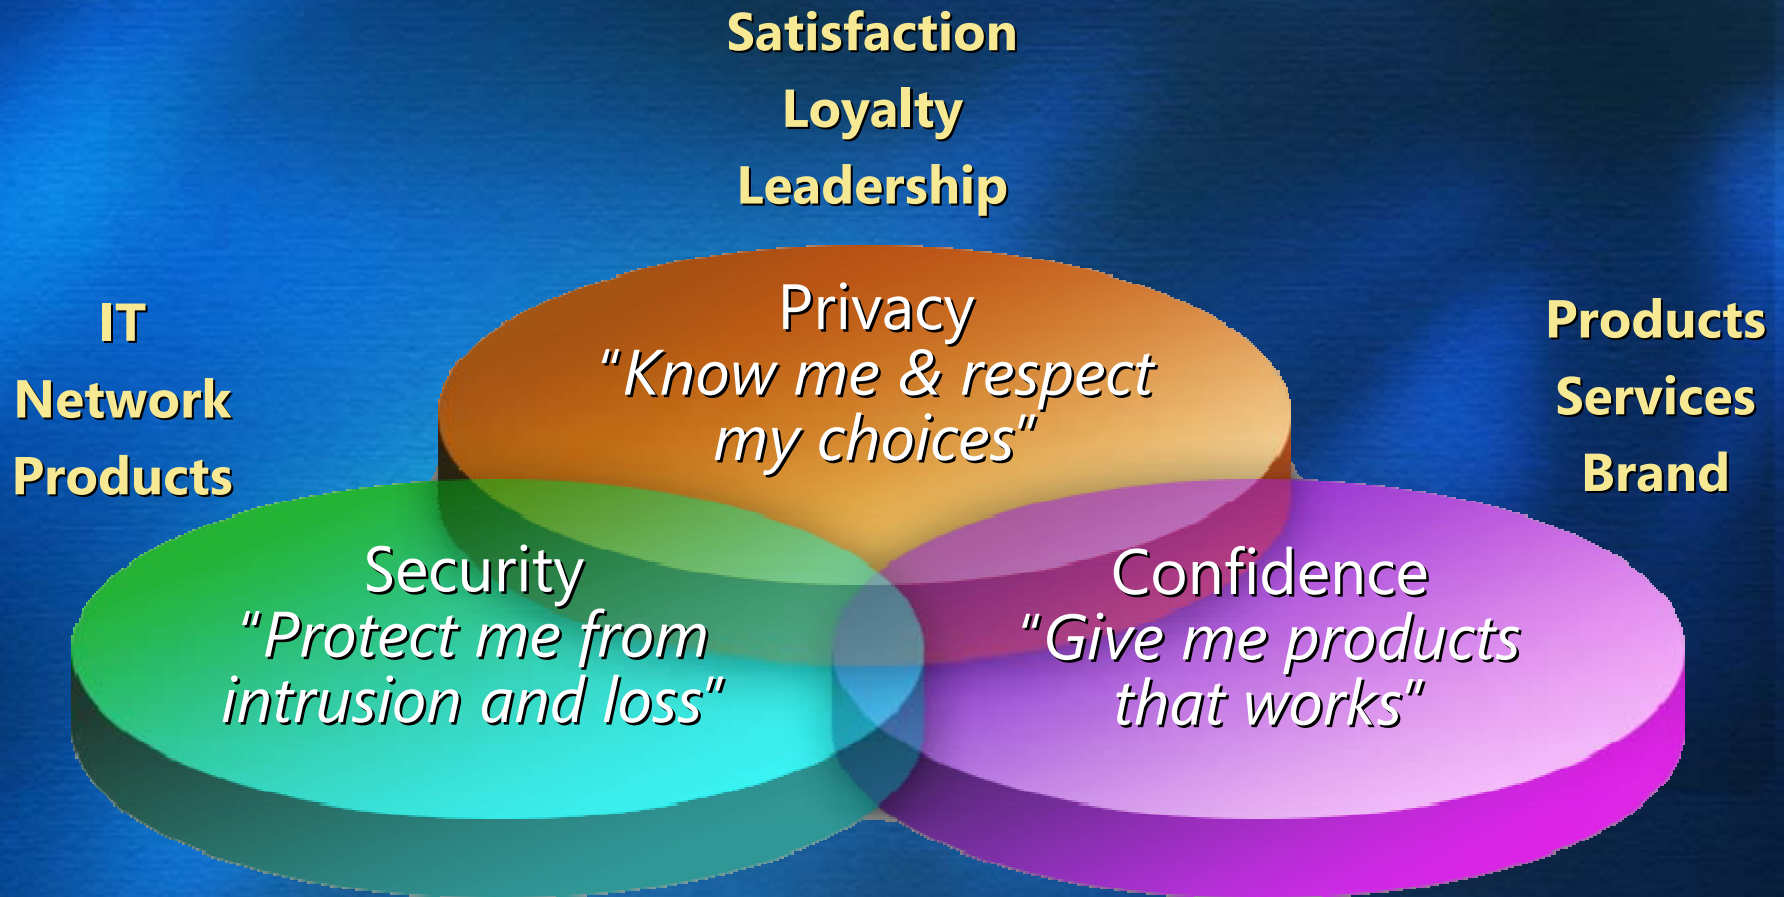 Satisfaction
Loyalty
Leadership
IT
Network
Products
Privacy
"Know me & respect
my choices"
Products
Services
Brand
Security
"Protect me from
intrusion and loss"
Confidence
"Give me products
that works"